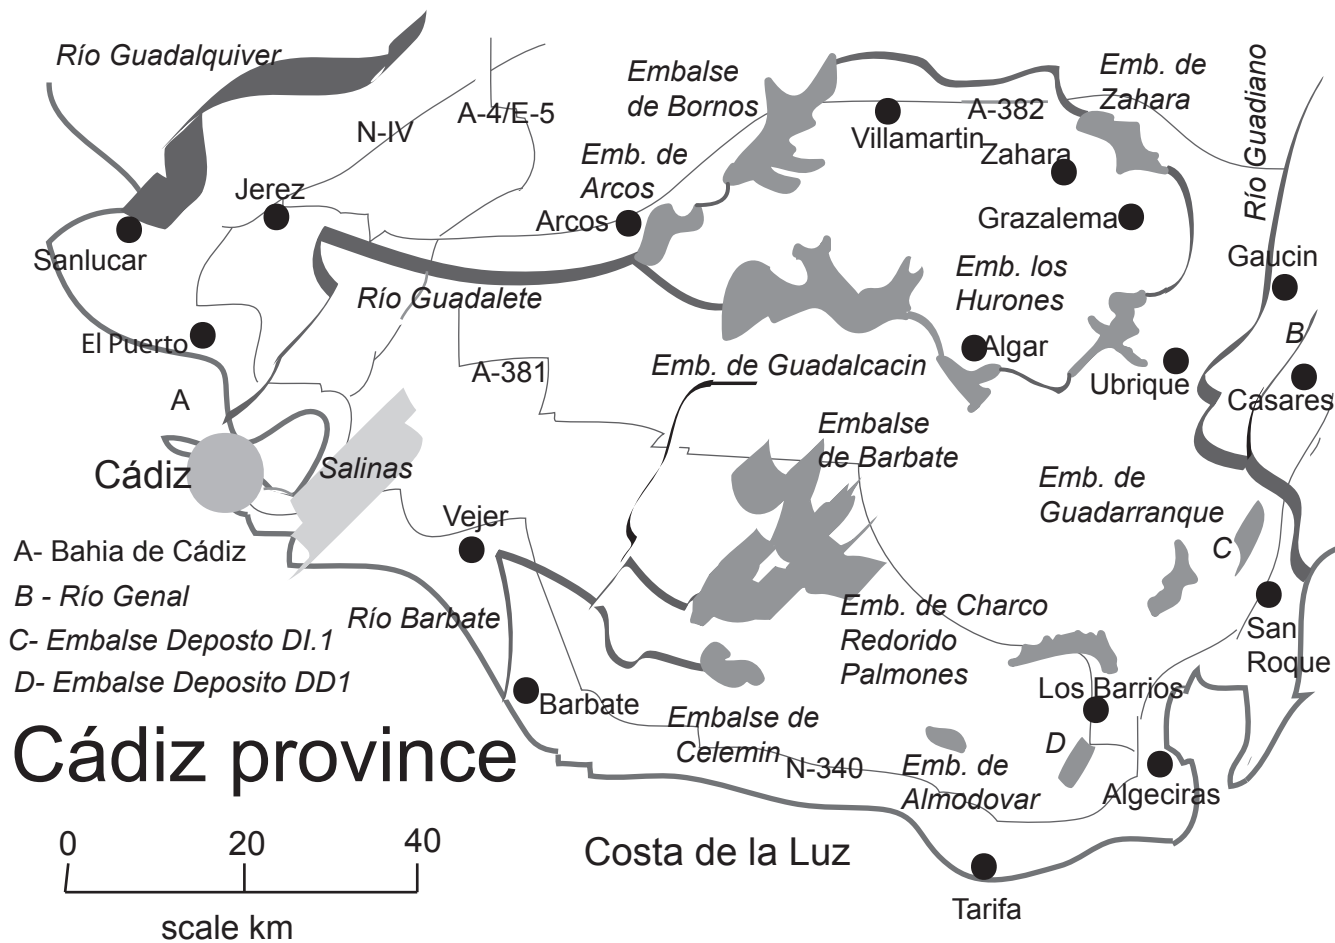 Río Guadalquiver
N-IV
A-4/E-5
Embalse
de Bornos
Emb. de
Arcos
Villamartin
A-382
Emb. de
Zahara
Zahara
Río Guadiano
Jerez
Arcos
Grazalema
Sanlucar
Río Guadalete
Emb. los
Hurones
Gaucin
El Puerto
A-381
Emb. de Guadalcacin
Algar
Ubrique
B
Casares
A
Embalse
de Barbate
Cádiz
Salinas
Emb. de
Guadarranque
C
Vejer
A- Bahia de Cádiz
B - Río Genal
C- Embalse Deposto DI.1
D- Embalse Deposito DD1
Río Barbate
Emb. de Charco
Redorido
Palmones
San
Roque
Los Barrios
Barbate
Embalse de
Celemin
N-340
D
Emb. de
Almodovar
Algeciras
Cádiz province
0 20 40
scale km
Costa de la Luz
Tarifa